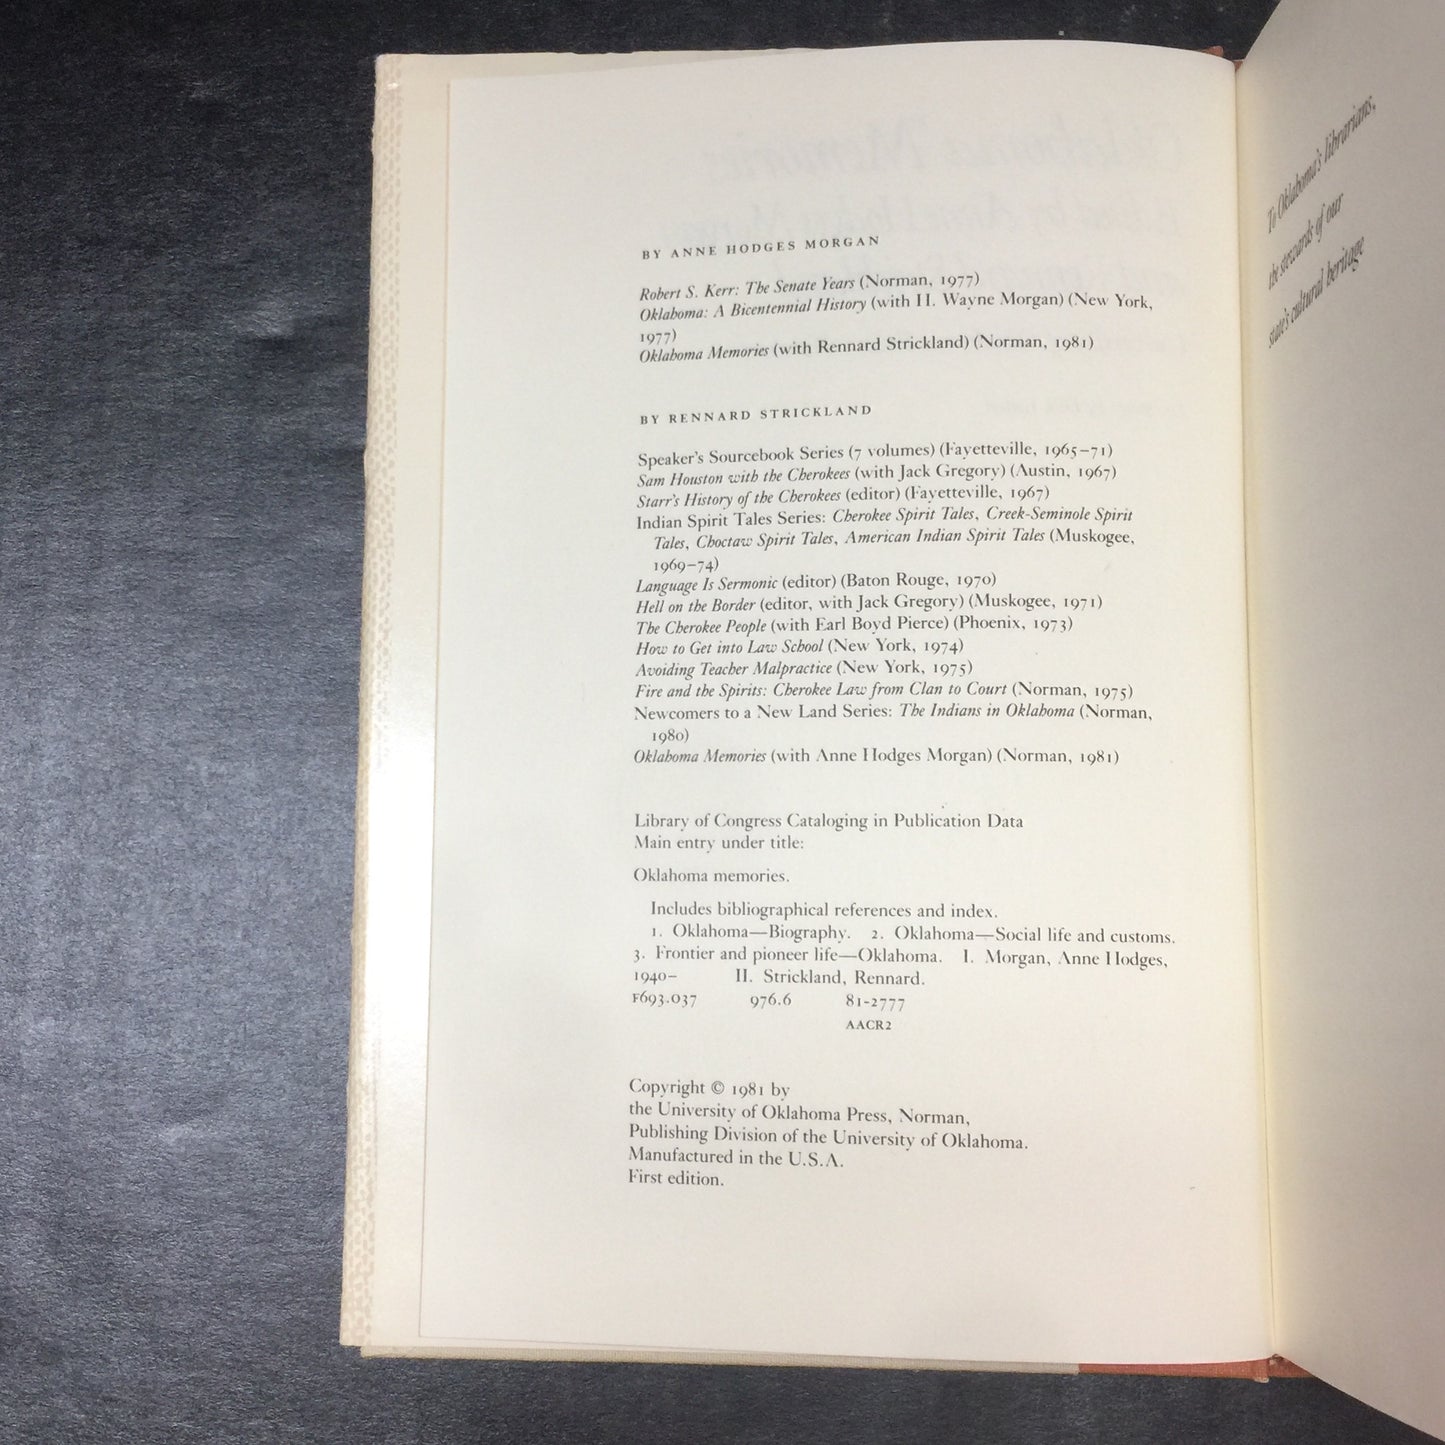 BY ANNE HODGES MORGAN
Robert S. Kerr: The Senate Years (Norman, 1977)
Oklahoma: A Bicentennial History (with H. Wayne Morgan) (New York,
1977)
Oklahoma Memories (with Rennard Strickland) (Norman, 1981)
BY RENNARD STRICKLAND
Speaker's Sourcebook Series (7 volumes) (Fayetteville, 1965–71)
Sam Houston with the Cherokees (with Jack Gregory) (Austin, 1967)
Starr's History of the Cherokees (editor) (Fayetteville, 1967)
Indian Spirit Tales Series: Cherokee Spirit Tales, Creek-Seminole Spirit
Tales, Choctaw Spirit Tales, American Indian Spirit Tales (Muskogee,
1969–74)
Language Is Sermonic (editor) (Baton Rouge, 1970)
Hell on the Border (editor, with Jack Gregory) (Muskogee, 1971)
The Cherokee People (with Earl Boyd Pierce) (Phoenix, 1973)
How to Get into Law School (New York, 1974)
Avoiding Teacher Malpractice (New York, 1975)
Fire and the Spirits: Cherokee Law from Clan to Court (Norman, 1975)
Newcomers to a New Land Series: The Indians in Oklahoma (Norman,
1980)
Oklahoma Memories (with Anne Hodges Morgan) (Norman, 1981)
Library of Congress Cataloging in Publication Data
Main entry under title:
Oklahoma memories.
Includes bibliographical references and index.
1. Oklahoma—Biography. 2. Oklahoma—Social life and customs.
3. Frontier and pioneer life—Oklahoma. I. Morgan, Anne Hodges,
1940– II. Strickland, Rennard.
F693.037 976.6 81-2777
AACR2
Copyright © 1981 by
the University of Oklahoma Press, Norman,
Publishing Division of the University of Oklahoma.
Manufactured in the U.S.A.
First edition.
To Oklahoma's librarians,
the stewards of our
state's cultural heritage